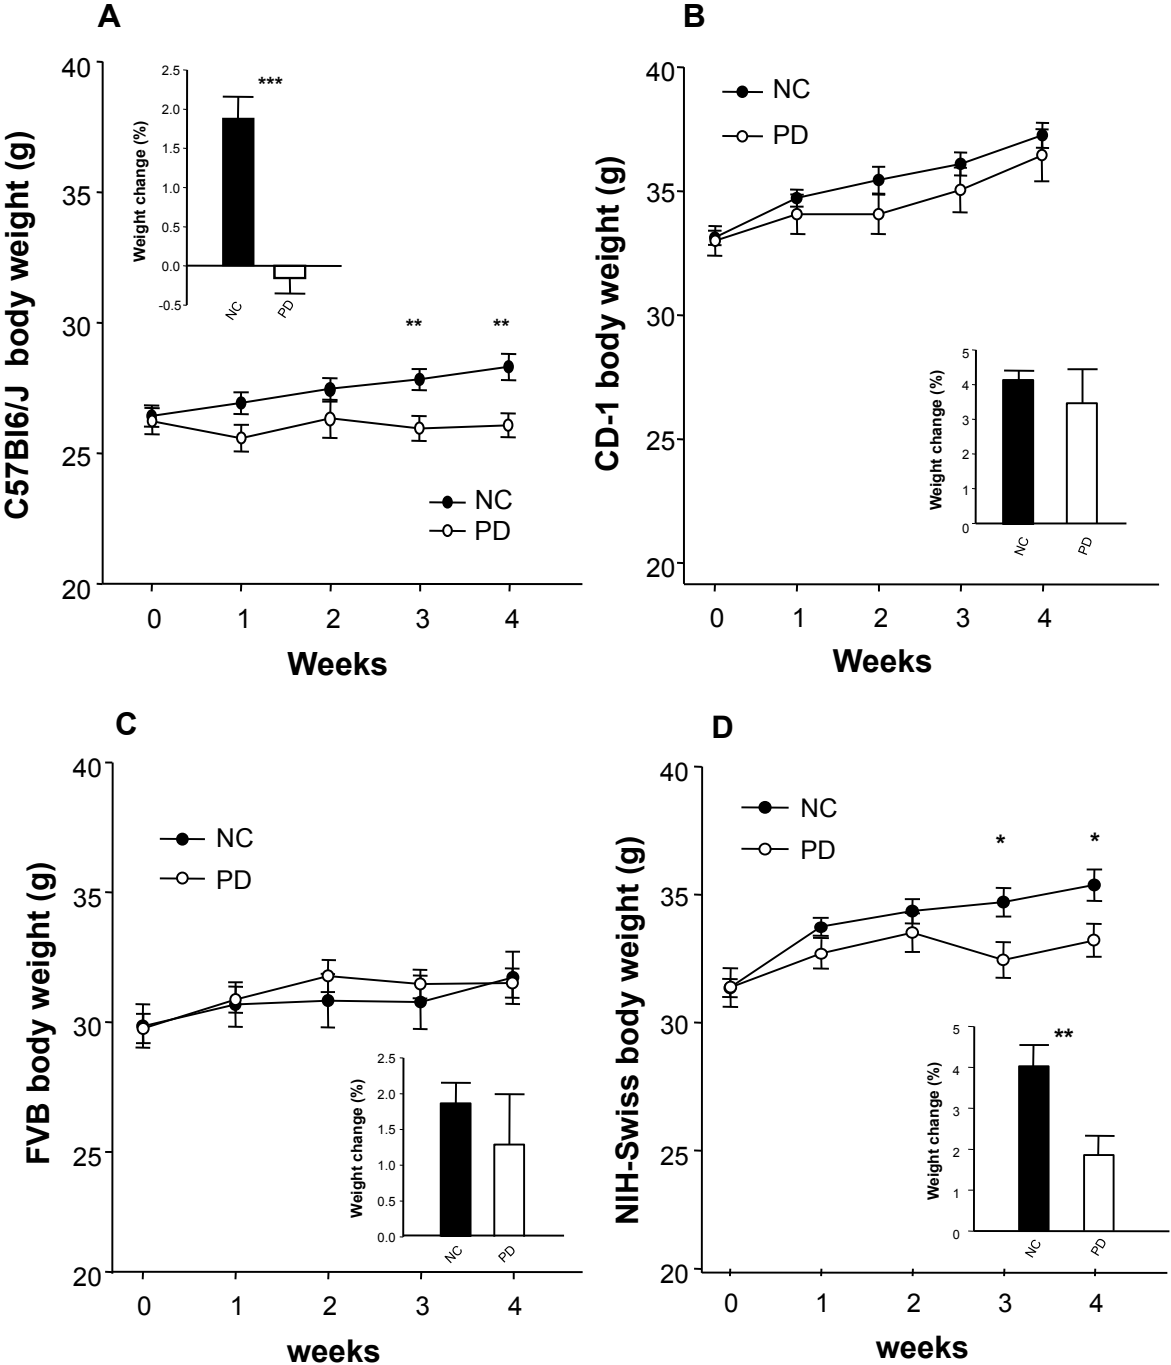 A
C57Bl6/J body weight (g)
40
35
30
25
20
0 1 2 3 4
Weeks
** **
NC
PD
Weight change (%)
2.5
2.0
1.5
1.0
0.5
0.0
-0.5
***
NC PD
B
CD-1 body weight (g)
40
35
30
25
20
0 1 2 3 4
Weeks
NC
PD
Weight change (%)
5
4
3
2
1
0
NC PD
C
FVB body weight (g)
40
35
30
25
20
0 1 2 3 4
weeks
NC
PD
Weight change (%)
2.5
2.0
1.5
1.0
0.5
0.0
NC PD
D
NIH-Swiss body weight (g)
40
35
30
25
20
0 1 2 3 4
weeks
NC
PD
* *
Weight change (%)
5
4
3
2
1
0
**
NC PD